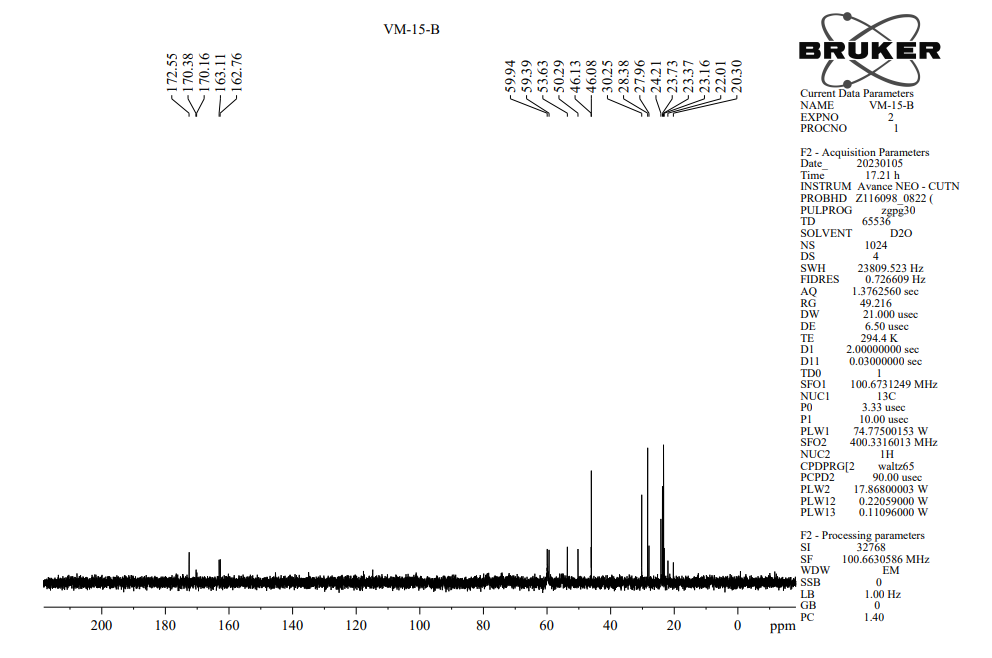 VM-15-B
172.55
170.38
170.16
163.11
162.76
59.94
59.39
53.63
50.29
46.13
46.08
30.25
28.38
27.96
24.21
23.73
23.37
23.16
22.01
20.30
BRUKER
Current Data Parameters
NAME VM-15-B
EXPNO 2
PROCNO 1
F2 - Acquisition Parameters
Date_ 20230105
Time 17.21 h
INSTRUM Avance NEO - CUTN
PROBHD Z116098_0822 (
PULPROG zgpg30
TD 65536
SOLVENT D2O
NS 1024
DS 4
SWH 23809.523 Hz
FIDRES 0.726609 Hz
AQ 1.3762560 sec
RG 49.216
DW 21.000 usec
DE 6.50 usec
TE 294.4 K
D1 2.00000000 sec
D11 0.03000000 sec
TD0 1
SFO1 100.6731249 MHz
NUC1 13C
P0 3.33 usec
P1 10.00 usec
PLW1 74.77500153 W
SFO2 400.3316013 MHz
NUC2 1H
CPDPRG[2 waltz65
PCPD2 90.00 usec
PLW2 17.86800003 W
PLW12 0.22059000 W
PLW13 0.11096000 W
F2 - Processing parameters
SI 32768
SF 100.6630586 MHz
WDW EM
SSB 0
LB 1.00 Hz
GB 0
PC 1.40
200 180 160 140 120 100 80 60 40 20 0 ppm